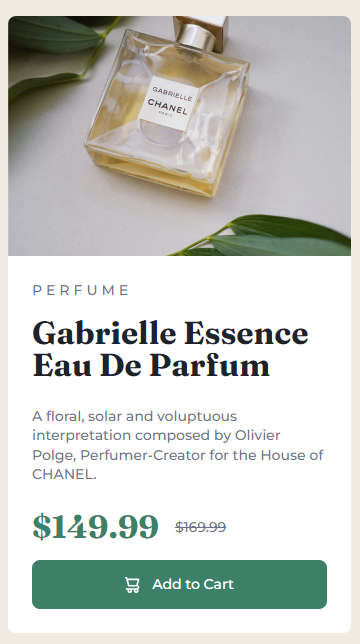 GABRIELLE
CHANEL
PARIS
PERFUME
Gabrielle Essence
Eau De Parfum
A floral, solar and voluptuous
interpretation composed by Olivier
Polge, Perfumer-Creator for the House of
CHANEL.
$149.99 $169.99
Add to Cart